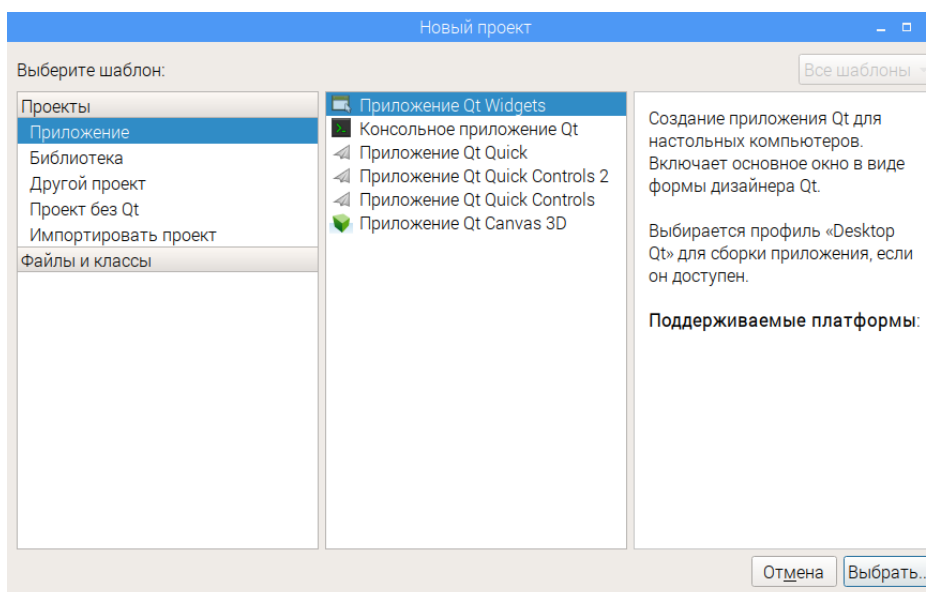 Новый проект
Выберите шаблон:
Все шаблоны
Проекты
Приложение
Библиотека
Другой проект
Проект без Qt
Импортировать проект
Файлы и классы
Приложение Qt Widgets
Консольное приложение Qt
Приложение Qt Quick
Приложение Qt Quick Controls 2
Приложение Qt Quick Controls
Приложение Qt Canvas 3D
Создание приложения Qt для
настольных компьютеров.
Включает основное окно в виде
формы дизайнера Qt.
Выбирается профиль «Desktop
Qt» для сборки приложения, если
он доступен.
Поддерживаемые платформы:
Отмена
Выбрать..